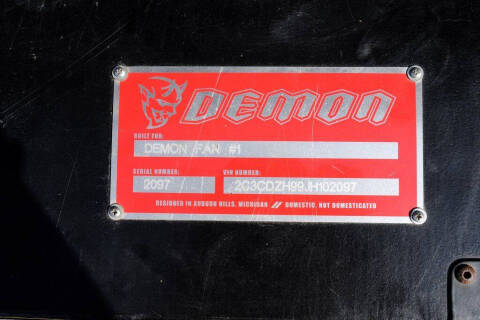 DEMON
BUILT FOR:
DEMON FAN #1
SERIAL NUMBER: VIN NUMBER:
2097 2C3CDZH99JH102097
DESIGNED IN AUBURN HILLS, MICHIGAN // DOMESTIC, NOT DOMESTICATED